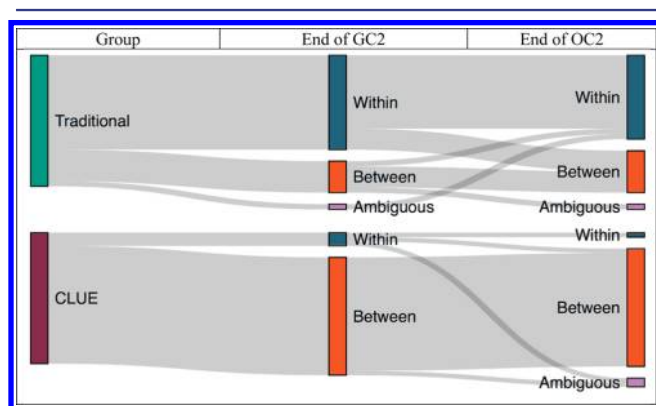 Group End of GC2 End of OC2
Within Within
Traditional
Between Between
Ambiguous Ambiguous
Within Within
CLUE
Between Between
Ambiguous